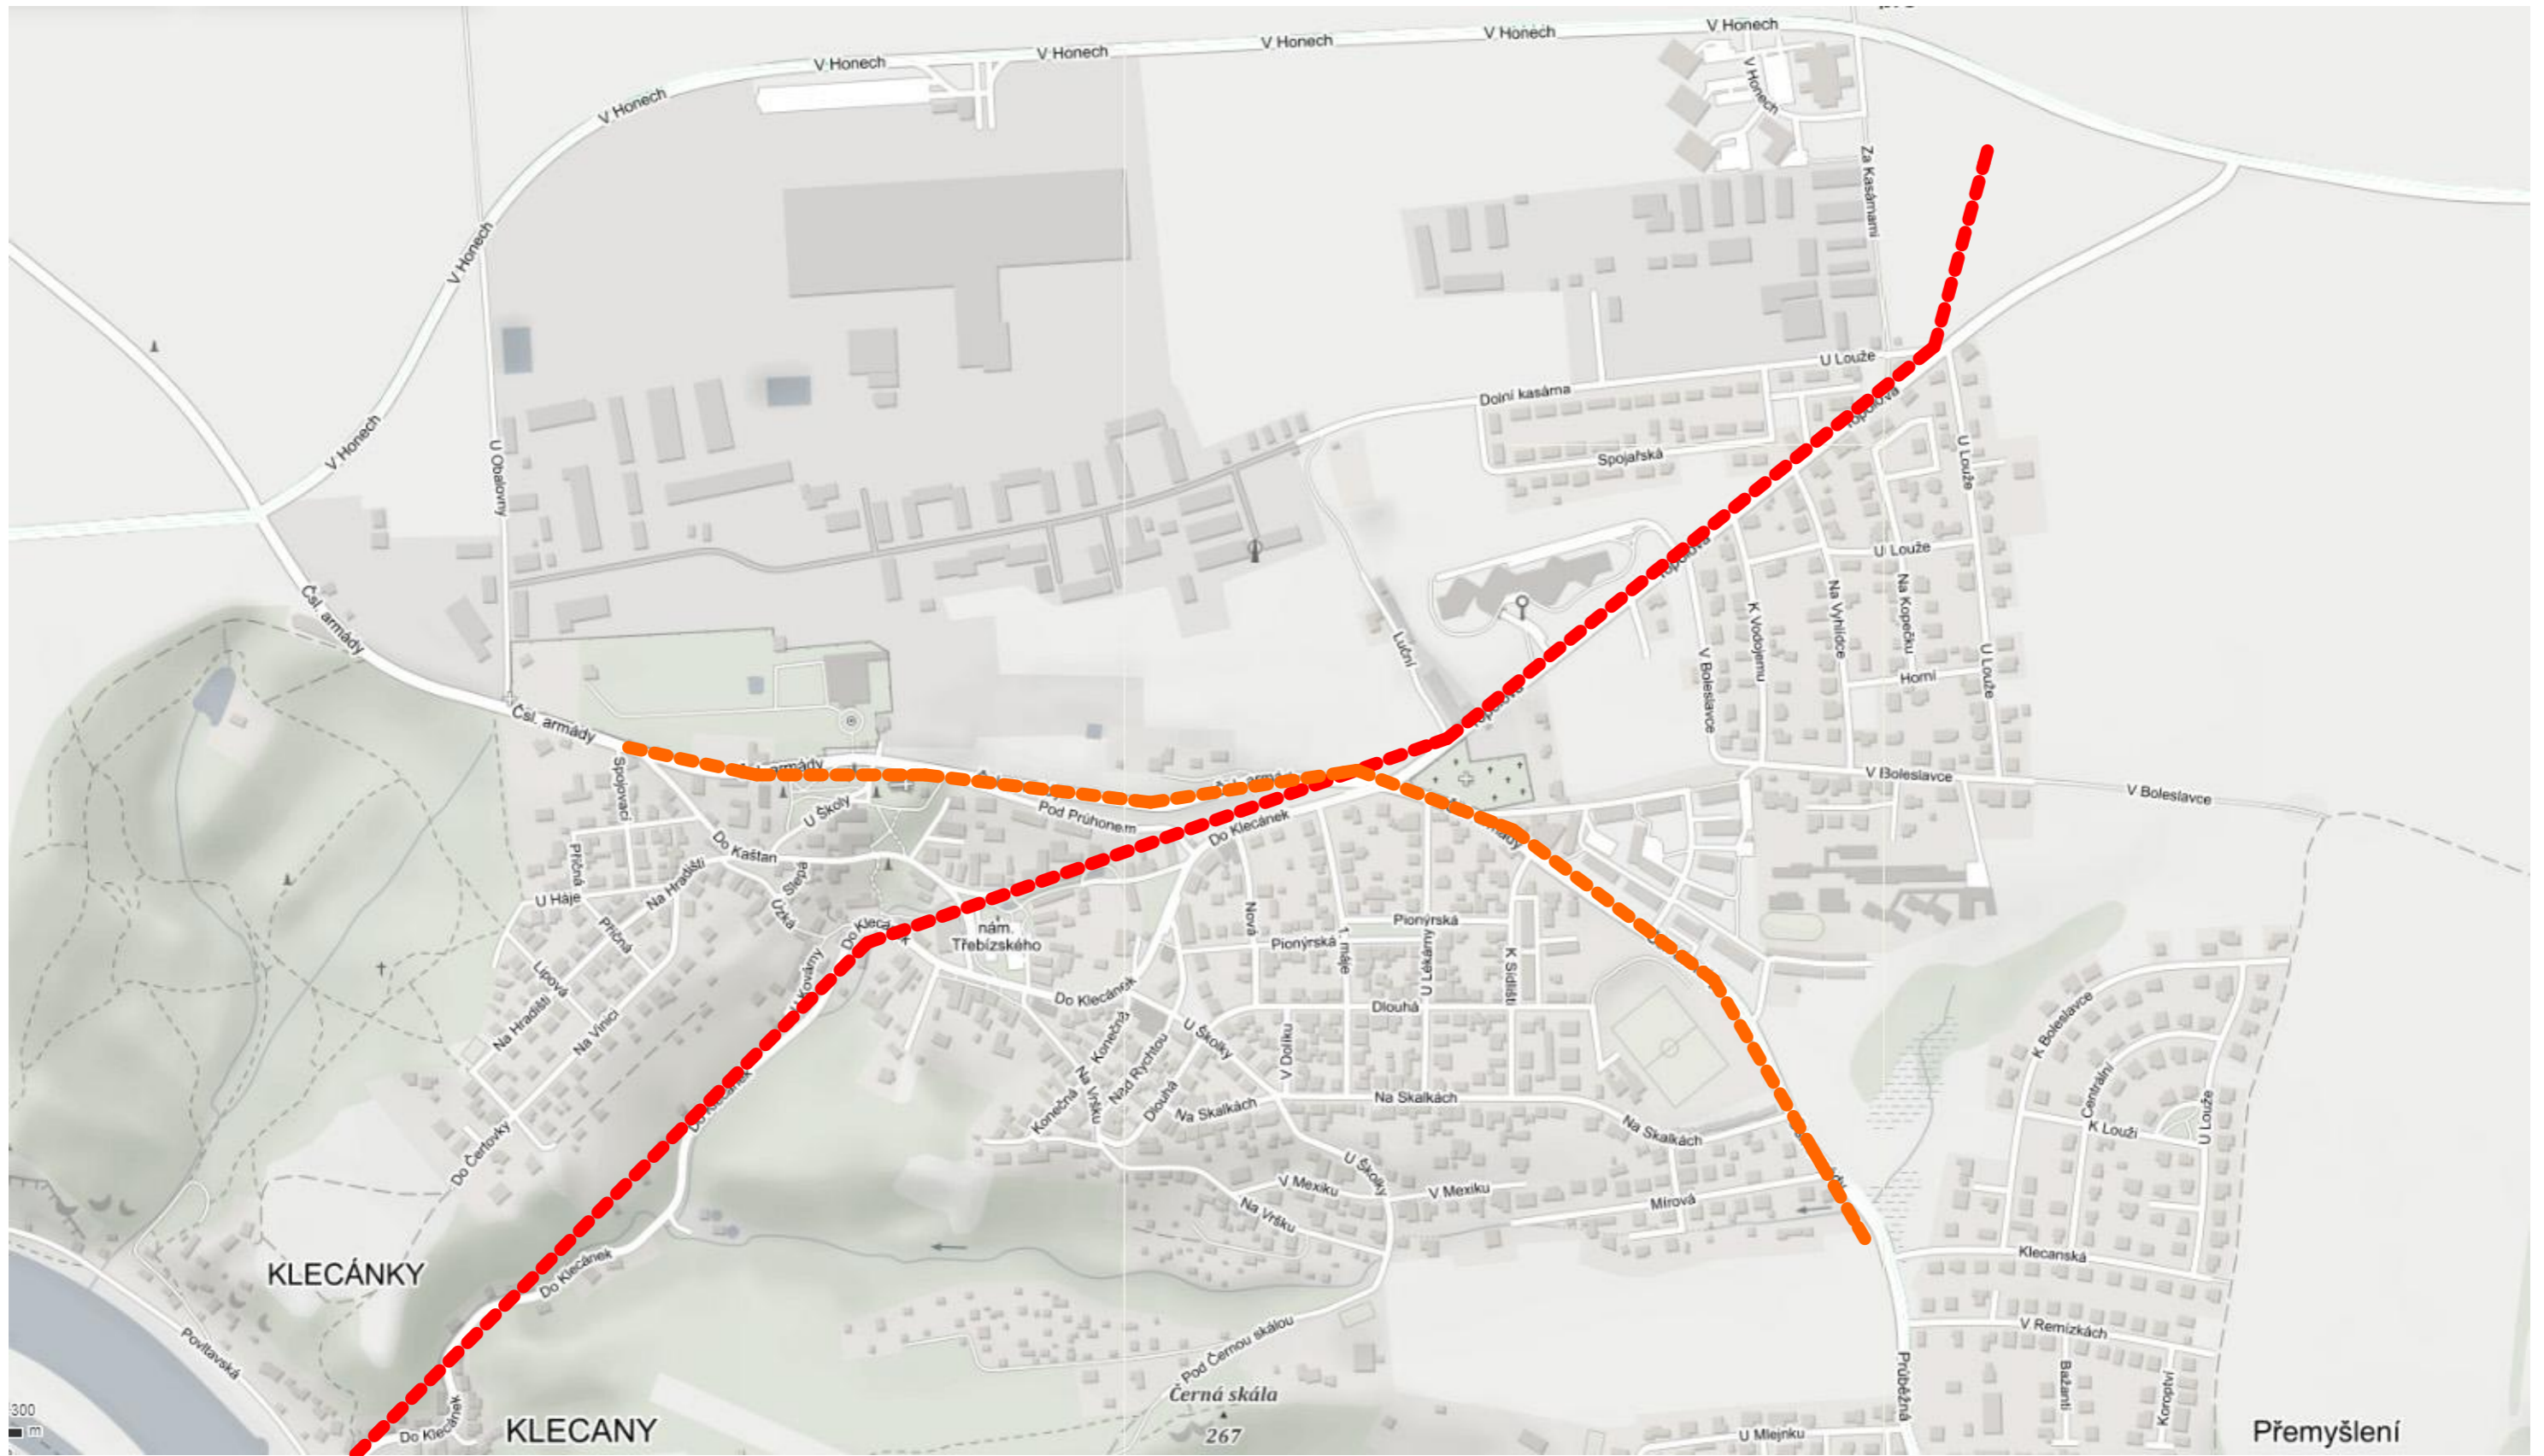 V Honech
V Honech
V Honech
V Honech
V Honech
V Honech
V Honech
V Honech
V Honech
Za Kasárnami
U Obalovny
U Louže
Dolní kasárna
Spojařská
Topolova
U Louže
U Louže
Na Vyhlídce
Na Kopečku
K Vodojemu
Horní
U Louže
V Boleslavce
Luční
Čsl. armády
Čsl. armády
Spojovací
U Školy
Pod Průhonem
Do Klecánek
V Boleslavce
V Boleslavce
Do Kaštan
Příčná
Na Hradišti
Slepá
Úzká
U Háje
Příčná
Lipová
Na Hradišti
Na Vinici
nám.
Třebízského
Nová
Pionýrská
Pionýrská
1. máje
U Lékárny
K Sídlišti
Dlouhá
Do Klecánek
Konečná
U Školky
V Dolíku
Nad Rychtou
Na Vršku
Konečná
Dlouhá
Na Skalkách
Na Skalkách
Na Skalkách
K Boleslavce
Centrální
K Louži
U Louže
Do Čertovky
U Školky
V Mexiku
V Mexiku
Na Vršku
Mírová
Klecanská
V Remízkách
Průběžná
Bažantí
Koroptví
KLECÁNKY
Do Klecánek
Povltavská
Pod Černou skálou
Černá skála
267
Do Klecánek
KLECANY
U Mlejnku
Přemyšlení
300
m